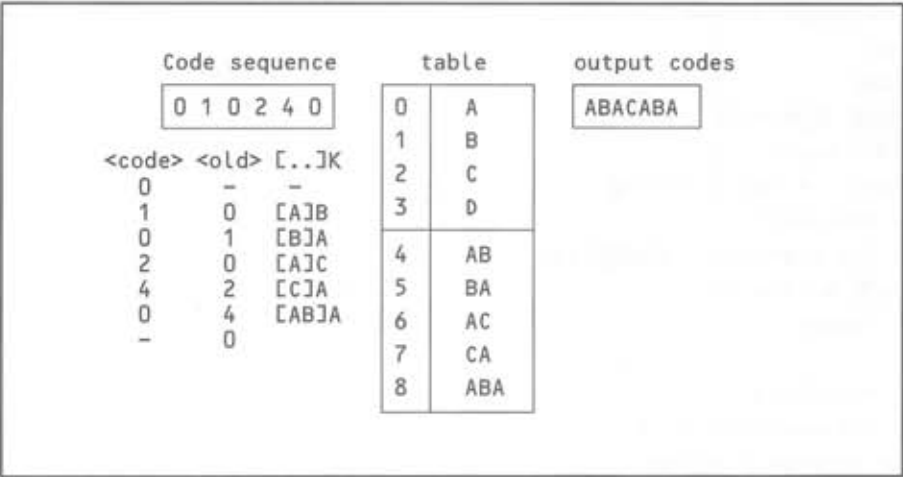 Code sequence
0 1 0 2 4 0
<code> <old> [..]K
0 – –
1 0 [A]B
0 1 [B]A
2 0 [A]C
4 2 [C]A
0 4 [AB]A
– 0
table
0 A
1 B
2 C
3 D
4 AB
5 BA
6 AC
7 CA
8 ABA
output codes
ABACABA